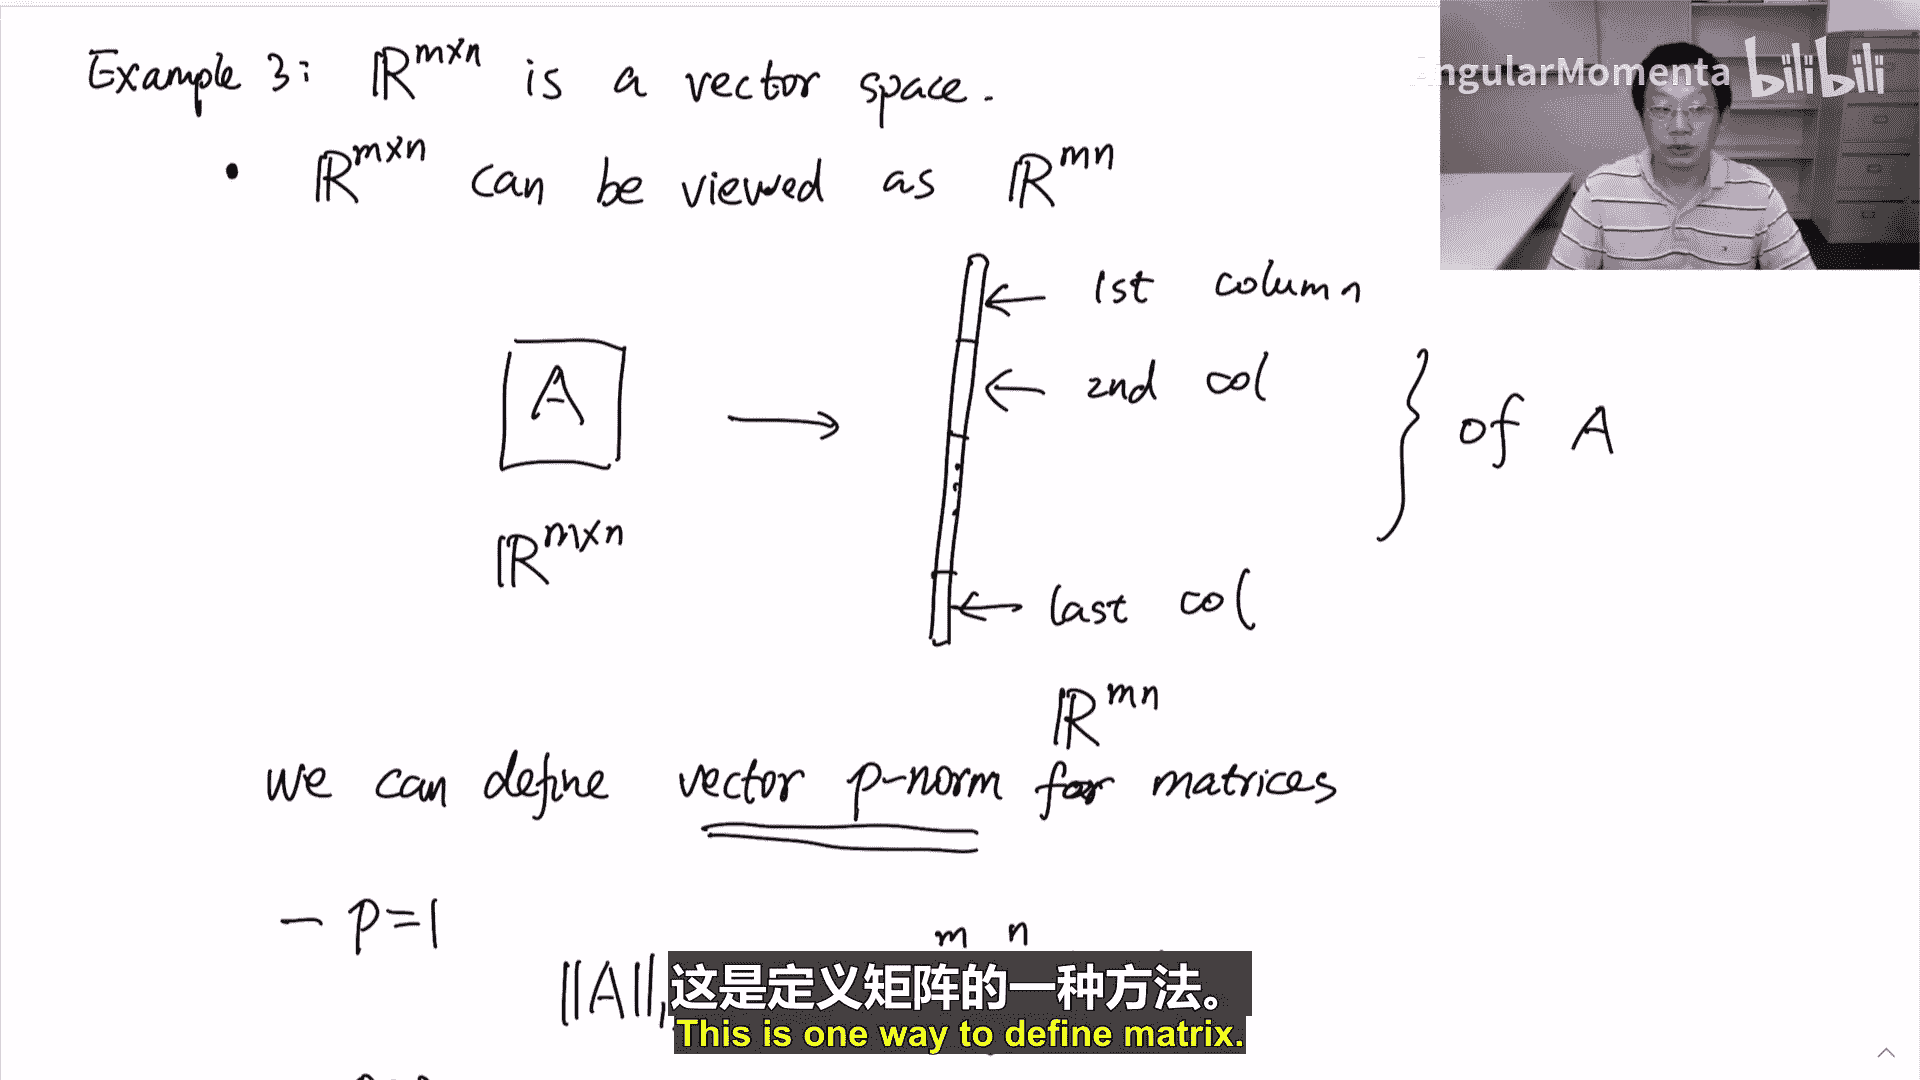 Example 3: ℝ^{m×n} is a vector space.
ngularMomenta bilibili
• ℝ^{m×n} can be viewed as ℝ^{mn}
← 1st column
A → ← 2nd col } of A
ℝ^{m×n}
← last col
ℝ^{mn}
we can define vector p-norm for matrices
– p=1
m n
||A||₁
这是定义矩阵的一种方法。
This is one way to define matrix.